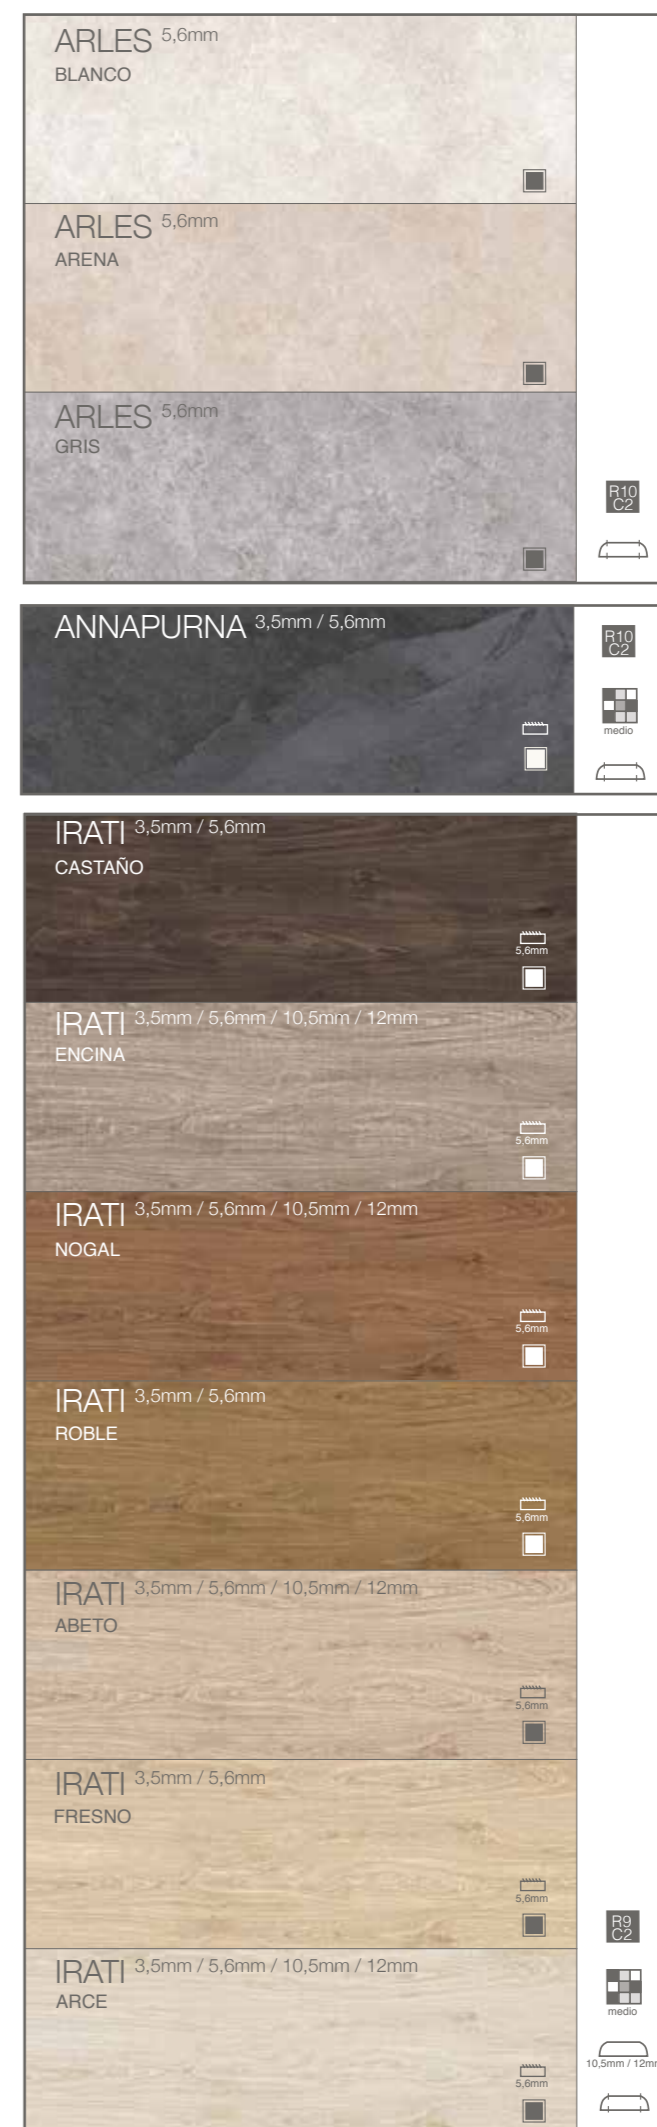 ARLES 5,6mm
BLANCO
ARLES 5,6mm
ARENA
ARLES 5,6mm
GRIS
R10
C2
ANNAPURNA 3,5mm / 5,6mm
R10
C2
medio
IRATI 3,5mm / 5,6mm
CASTAÑO
5,6mm
IRATI 3,5mm / 5,6mm / 10,5mm / 12mm
ENCINA
5,6mm
IRATI 3,5mm / 5,6mm / 10,5mm / 12mm
NOGAL
5,6mm
IRATI 3,5mm / 5,6mm
ROBLE
5,6mm
IRATI 3,5mm / 5,6mm / 10,5mm / 12mm
ABETO
5,6mm
IRATI 3,5mm / 5,6mm
FRESNO
5,6mm
R9
C2
IRATI 3,5mm / 5,6mm / 10,5mm / 12mm
ARCE
medio
10,5mm / 12mm
5,6mm